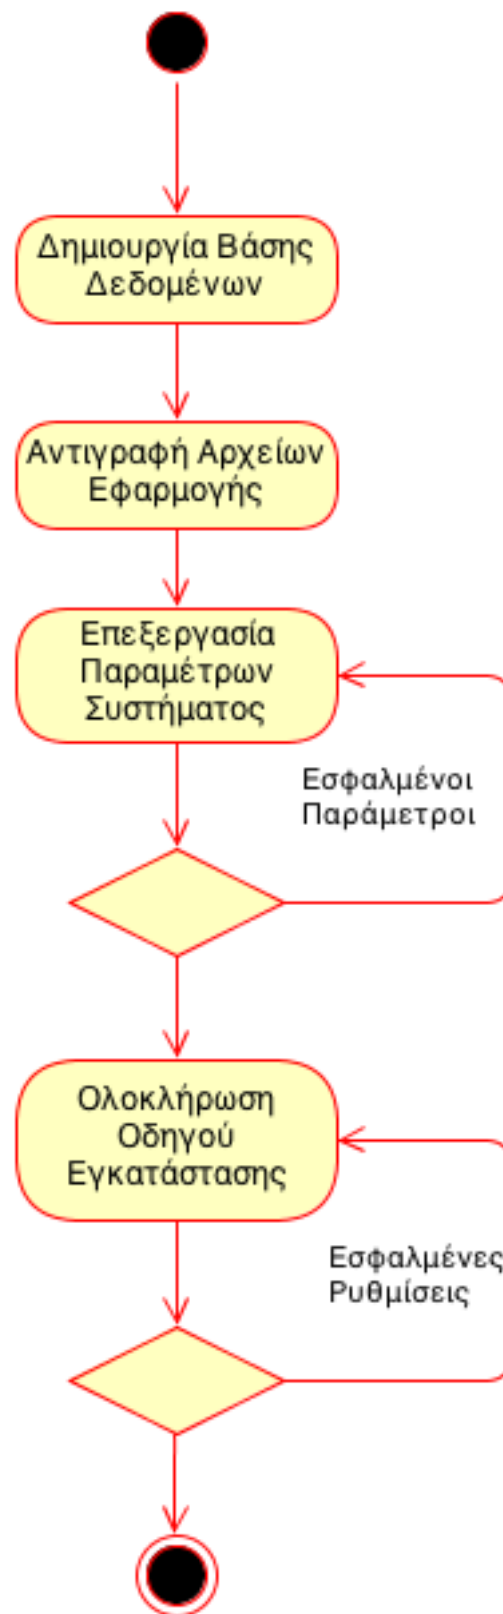 Δημιουργία Βάσης
Δεδομένων
Αντιγραφή Αρχείων
Εφαρμογής
Επεξεργασία
Παραμέτρων
Συστήματος
Εσφαλμένοι
Παράμετροι
Ολοκλήρωση
Οδηγού
Εγκατάστασης
Εσφαλμένες
Ρυθμίσεις